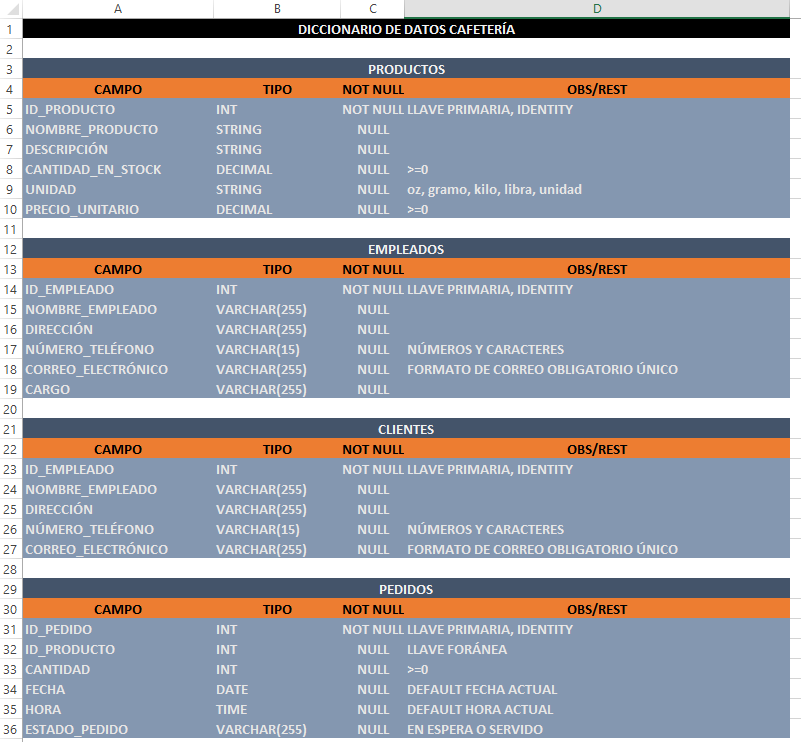 A B C D
1 DICCIONARIO DE DATOS CAFETERÍA
2
3 PRODUCTOS
4 CAMPO TIPO NOT NULL OBS/REST
5 ID_PRODUCTO INT NOT NULL LLAVE PRIMARIA, IDENTITY
6 NOMBRE_PRODUCTO STRING NULL
7 DESCRIPCIÓN STRING NULL
8 CANTIDAD_EN_STOCK DECIMAL NULL >=0
9 UNIDAD STRING NULL oz, gramo, kilo, libra, unidad
10 PRECIO_UNITARIO DECIMAL NULL >=0
11
12 EMPLEADOS
13 CAMPO TIPO NOT NULL OBS/REST
14 ID_EMPLEADO INT NOT NULL LLAVE PRIMARIA, IDENTITY
15 NOMBRE_EMPLEADO VARCHAR(255) NULL
16 DIRECCIÓN VARCHAR(255) NULL
17 NÚMERO_TELÉFONO VARCHAR(15) NULL NÚMEROS Y CARACTERES
18 CORREO_ELECTRÓNICO VARCHAR(255) NULL FORMATO DE CORREO OBLIGATORIO ÚNICO
19 CARGO VARCHAR(255) NULL
20
21 CLIENTES
22 CAMPO TIPO NOT NULL OBS/REST
23 ID_EMPLEADO INT NOT NULL LLAVE PRIMARIA, IDENTITY
24 NOMBRE_EMPLEADO VARCHAR(255) NULL
25 DIRECCIÓN VARCHAR(255) NULL
26 NÚMERO_TELÉFONO VARCHAR(15) NULL NÚMEROS Y CARACTERES
27 CORREO_ELECTRÓNICO VARCHAR(255) NULL FORMATO DE CORREO OBLIGATORIO ÚNICO
28
29 PEDIDOS
30 CAMPO TIPO NOT NULL OBS/REST
31 ID_PEDIDO INT NOT NULL LLAVE PRIMARIA, IDENTITY
32 ID_PRODUCTO INT NULL LLAVE FORÁNEA
33 CANTIDAD INT NULL >=0
34 FECHA DATE NULL DEFAULT FECHA ACTUAL
35 HORA TIME NULL DEFAULT HORA ACTUAL
36 ESTADO_PEDIDO VARCHAR(255) NULL EN ESPERA O SERVIDO